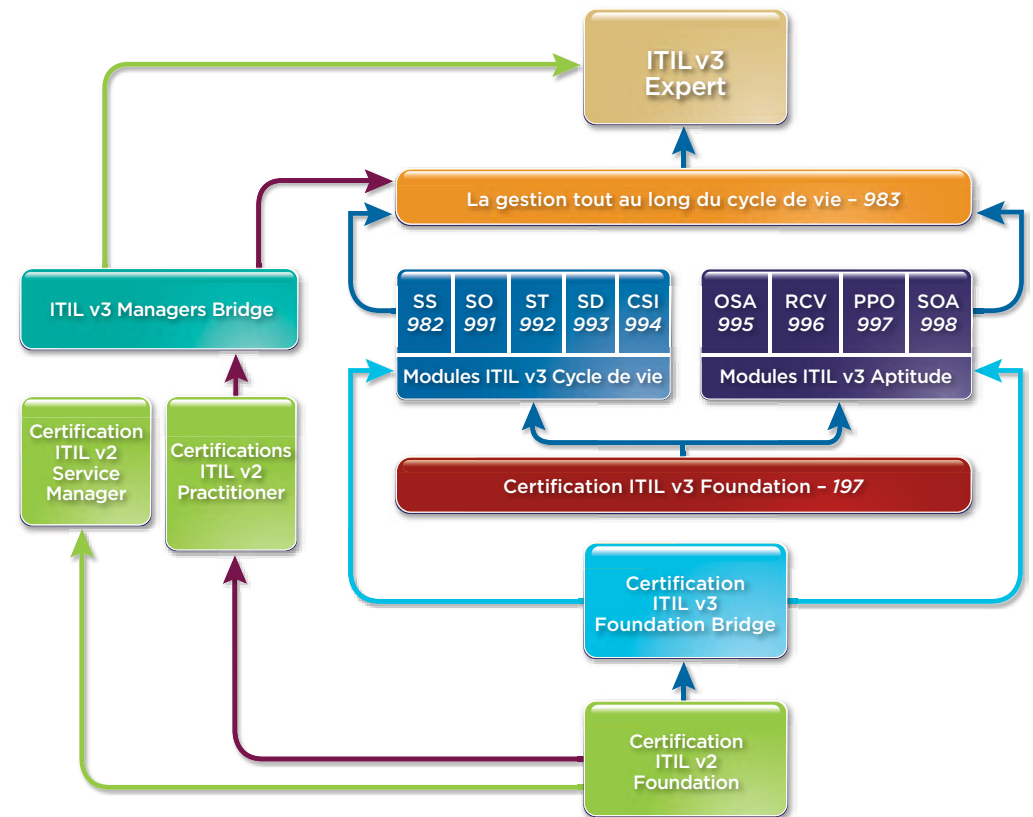 ITIL v3
Expert
La gestion tout au long du cycle de vie – 983
ITIL v3 Managers Bridge
SS
982
SO
991
ST
992
SD
993
CSI
994
Modules ITIL v3 Cycle de vie
OSA
995
RCV
996
PPO
997
SOA
998
Modules ITIL v3 Aptitude
Certification
ITIL v2
Service
Manager
Certifications
ITIL v2
Practitioner
Certification ITIL v3 Foundation – 197
Certification
ITIL v3
Foundation Bridge
Certification
ITIL v2
Foundation